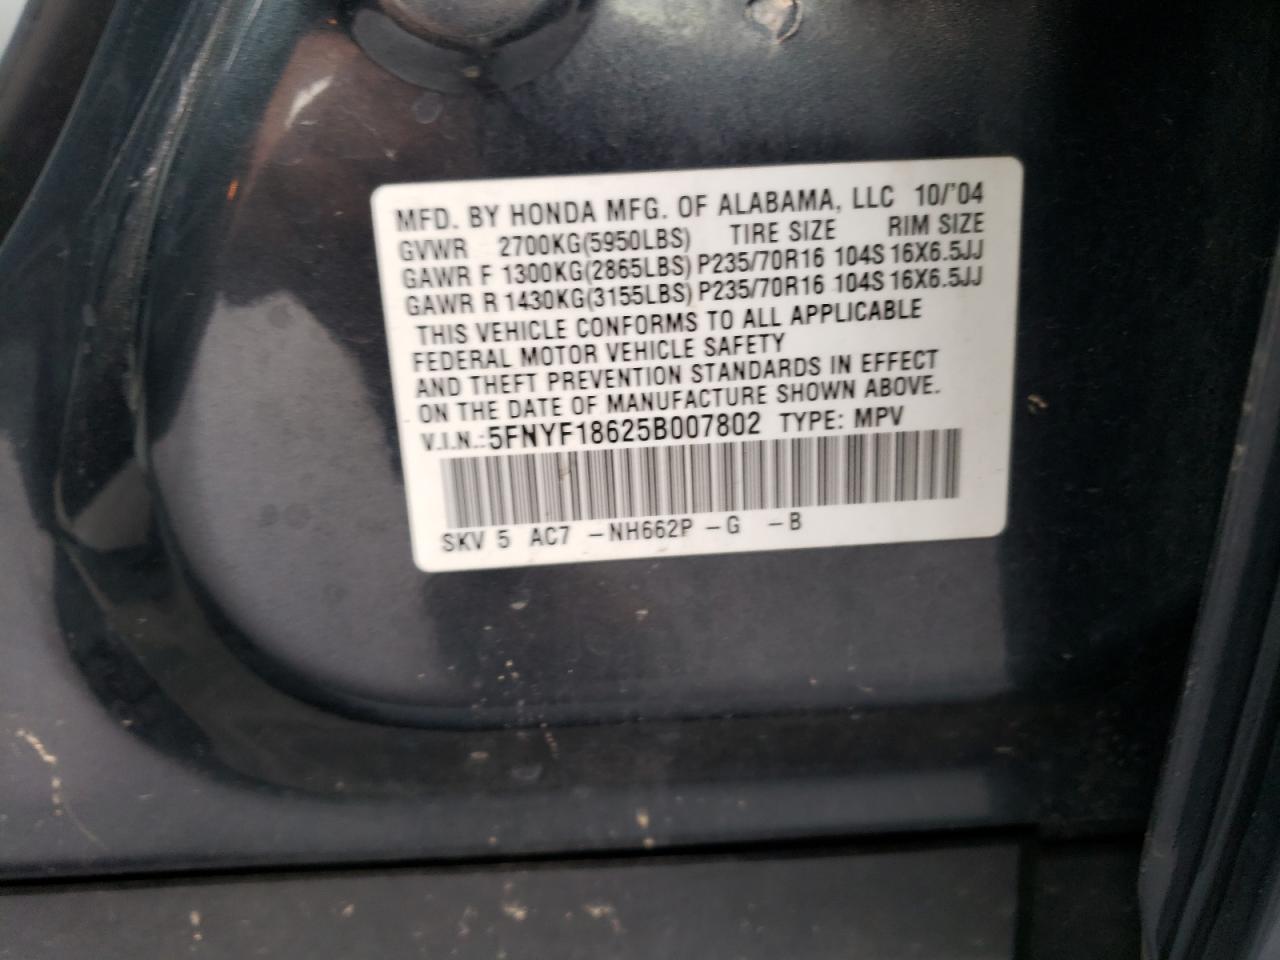 MFD. BY HONDA MFG. OF ALABAMA, LLC 10/'04
GVWR 2700KG(5950LBS) TIRE SIZE RIM SIZE
GAWR F 1300KG(2865LBS) P235/70R16 104S 16X6.5JJ
GAWR R 1430KG(3155LBS) P235/70R16 104S 16X6.5JJ
THIS VEHICLE CONFORMS TO ALL APPLICABLE
FEDERAL MOTOR VEHICLE SAFETY
AND THEFT PREVENTION STANDARDS IN EFFECT
ON THE DATE OF MANUFACTURE SHOWN ABOVE.
V.I.N.:5FNYF18625B007802 TYPE: MPV
SKV 5 AC7 -NH662P -G -B